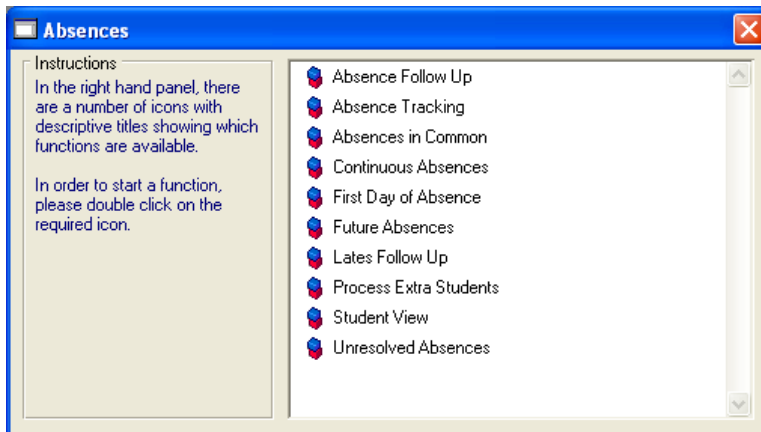 Absences
Instructions
In the right hand panel, there
are a number of icons with
descriptive titles showing which
functions are available.
In order to start a function,
please double click on the
required icon.
Absence Follow Up
Absence Tracking
Absences in Common
Continuous Absences
First Day of Absence
Future Absences
Lates Follow Up
Process Extra Students
Student View
Unresolved Absences